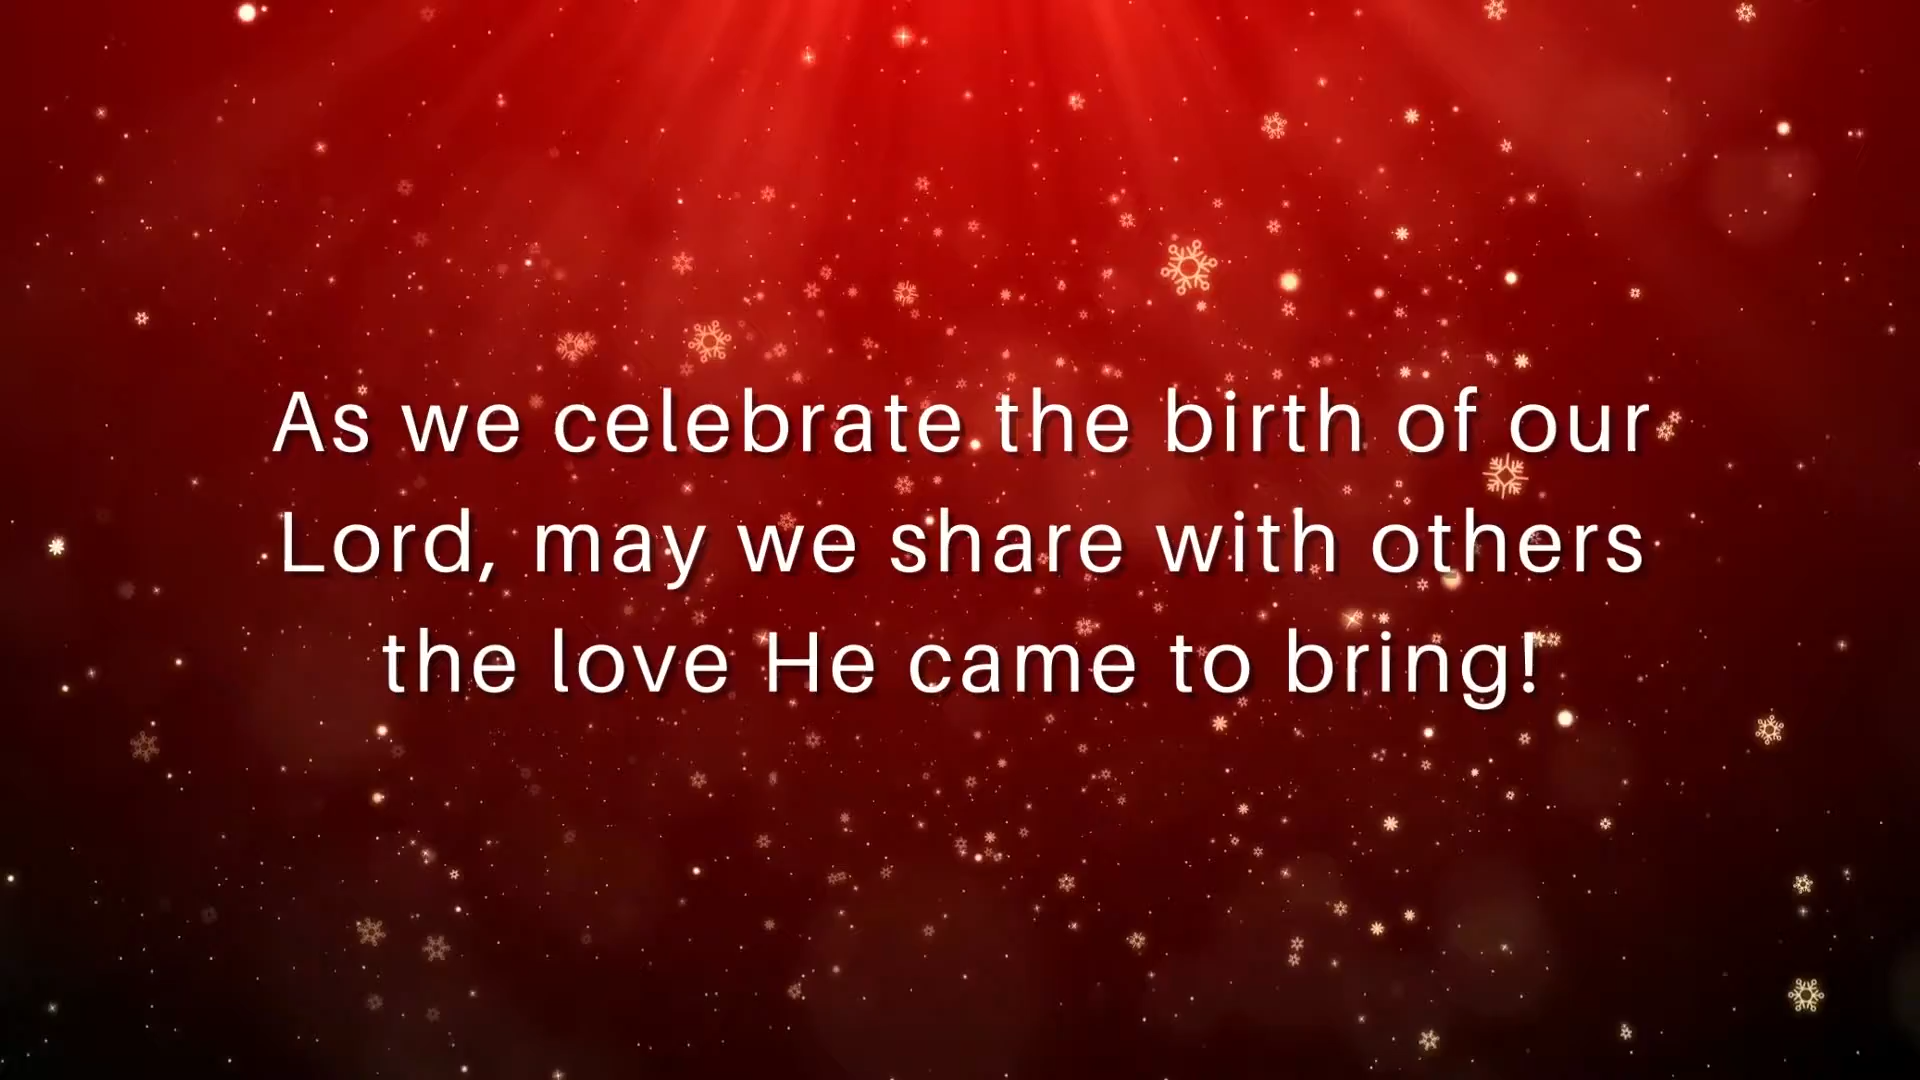 As we celebrate the birth of our
Lord, may we share with others
the love He came to bring!